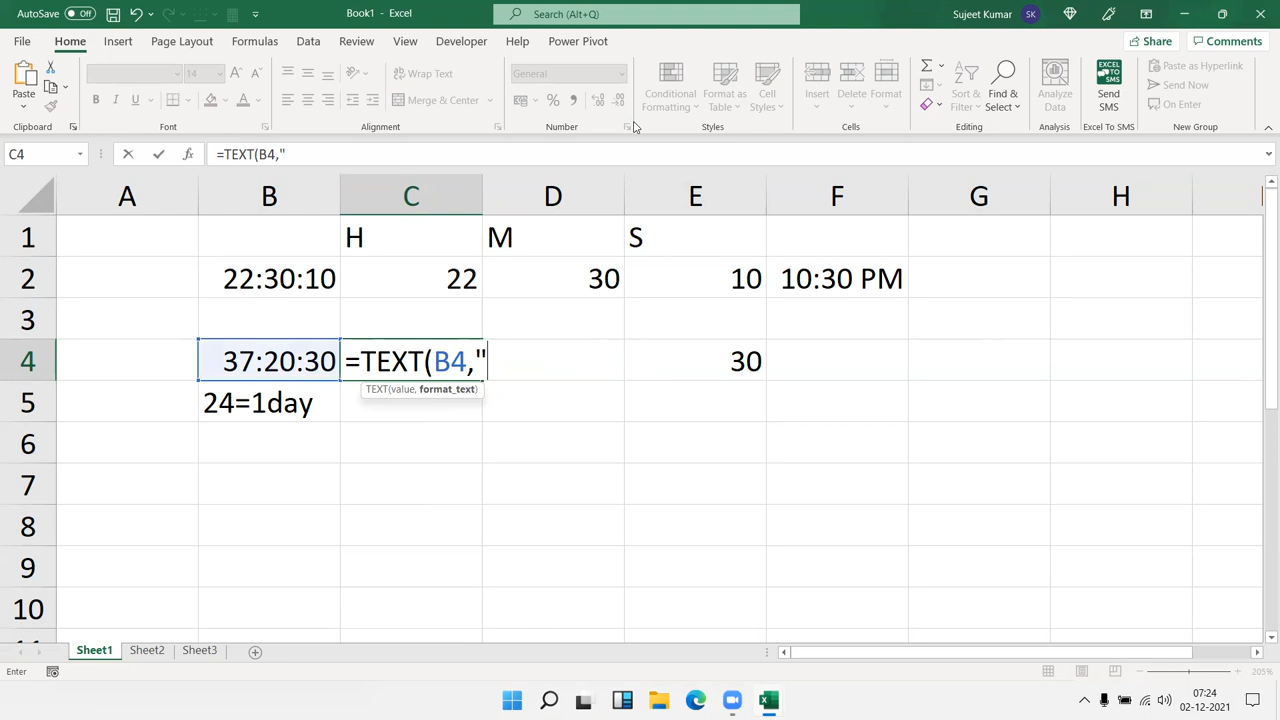 AutoSave Off Book1 - Excel Search (Alt+Q) Sujeet Kumar SK
File Home Insert Page Layout Formulas Data Review View Developer Help Power Pivot Share Comments
Paste 14 Wrap Text General Conditional Formatting Format as Table Cell Styles Insert Delete Format Sort & Filter Find & Select Analyze Data Send SMS Paste as Hyperlink
B I U Merge & Center Send Now
On Enter
Clipboard Font Alignment Number Styles Cells Editing Analysis Excel To SMS New Group
C4 fx =TEXT(B4,"
A B C D E F G H
1 H M S
2 22:30:10 22 30 10 10:30 PM
3
4 37:20:30 =TEXT(B4," 30
TEXT(value, format_text)
5 24=1day
6
7
8
9
10
Sheet1 Sheet2 Sheet3
Enter 205%
07:24
02-12-2021